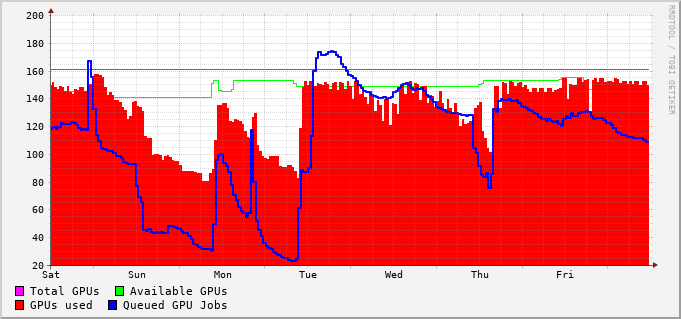 200
180
160
140
120
100
80
60
40
20
Sat Sun Mon Tue Wed Thu Fri
Total GPUs Available GPUs
GPUs used Queued GPU Jobs
RRDTOOL / TOBI OETIKER